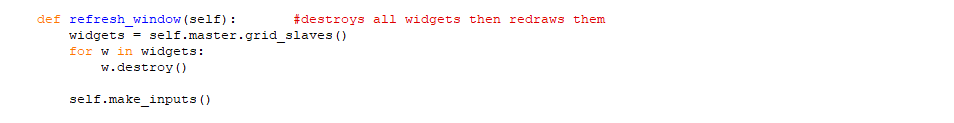 def refresh_window(self):       #destroys all widgets then redraws them
    widgets = self.master.grid_slaves()
    for w in widgets:
        w.destroy()

    self.make_inputs()